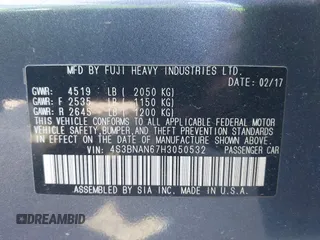 MFD BY FUJI HEAVY INDUSTRIES LTD.
DATE: 02/17
GVWR: 4519 LB ( 2050 KG)
GAWR: F 2535 LB ( 1150 KG)
GAWR: R 2645 LB ( 1200 KG)
THIS VEHICLE CONFORMS TO ALL APPLICABLE
FEDERAL MOTOR VEHICLE SAFETY
VEHICLE SAFETY, BUMPER, AND THEFT PREVENTION
STANDARDS IN EFFECT ON THE DATE OF
MANUFACTURE SHOWN ABOVE.
VIN: 4S3BNAN67H3050532 PASSENGER CAR
ASSEMBLED BY SIA INC. MADE IN U.S.A.
© DREAMBID